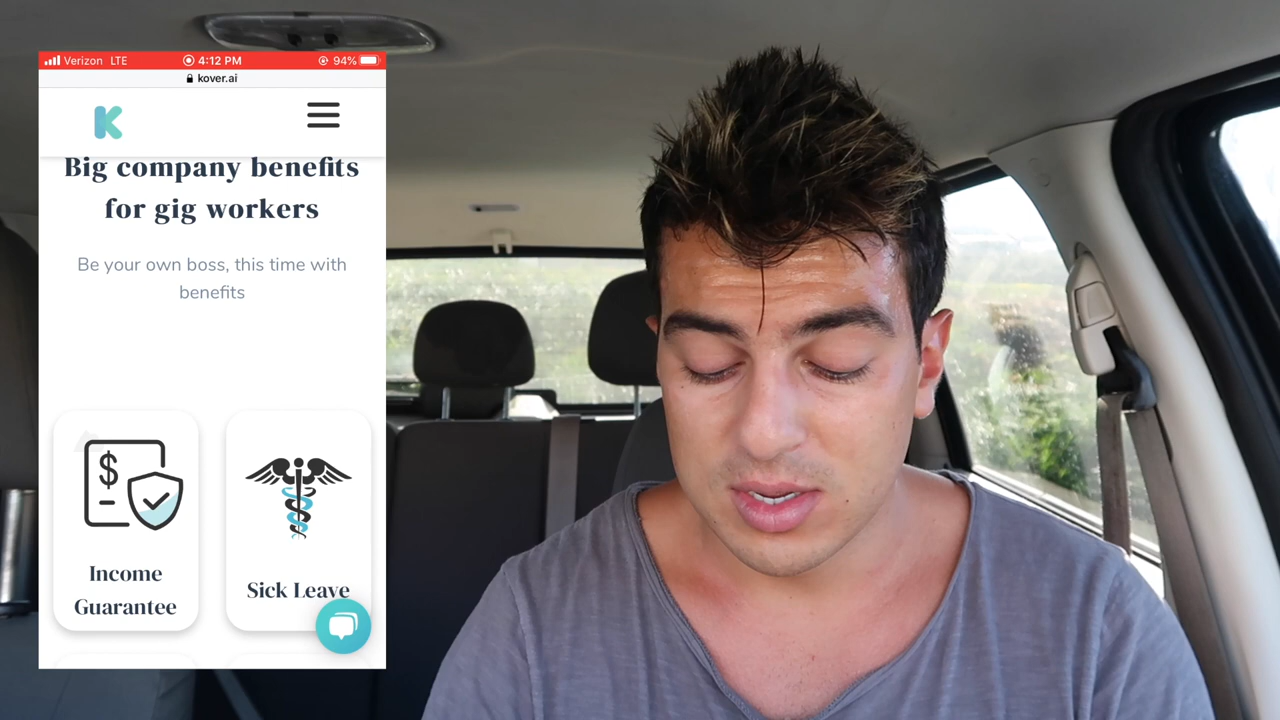 Verizon LTE 4:12 PM 94%
kover.ai
K
Big company benefits
for gig workers
Be your own boss, this time with
benefits
Income
Guarantee
$
Sick Leave